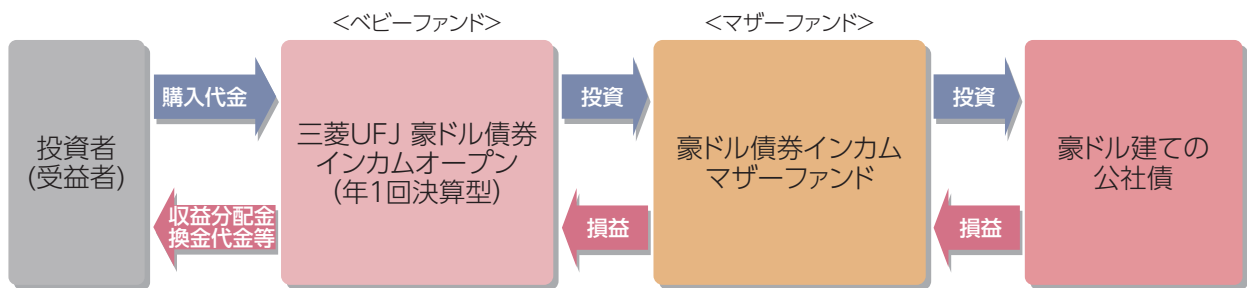 <ベビーファンド>
<マザーファンド>
投資者
(受益者)
購入代金
収益分配金
換金代金等
三菱UFJ 豪ドル債券
インカムオープン
(年1回決算型)
投資
損益
豪ドル債券インカム
マザーファンド
投資
損益
豪ドル建ての
公社債